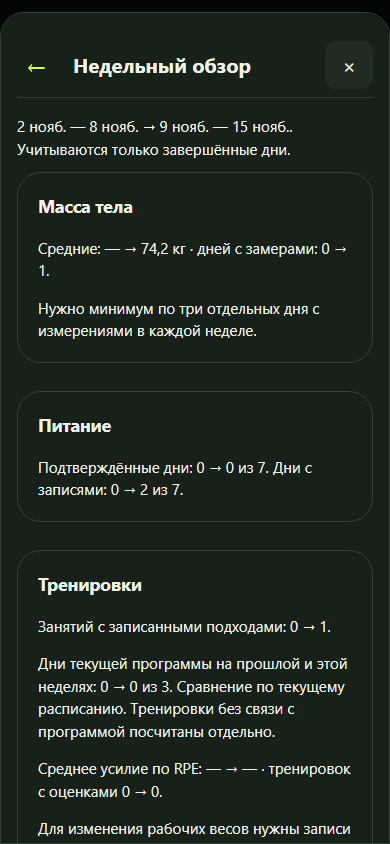 ← Недельный обзор ×
2 нояб. — 8 нояб. → 9 нояб. — 15 нояб..
Учитываются только завершённые дни.
Масса тела
Средние: — → 74,2 кг · дней с замерами: 0 →
1.
Нужно минимум по три отдельных дня с
измерениями в каждой неделе.
Питание
Подтверждённые дни: 0 → 0 из 7. Дни с
записями: 0 → 2 из 7.
Тренировки
Занятий с записанными подходами: 0 → 1.
Дни текущей программы на прошлой и этой
неделях: 0 → 0 из 3. Сравнение по текущему
расписанию. Тренировки без связи с
программой посчитаны отдельно.
Среднее усилие по RPE: — → — · тренировок
с оценками 0 → 0.
Для изменения рабочих весов нужны записи